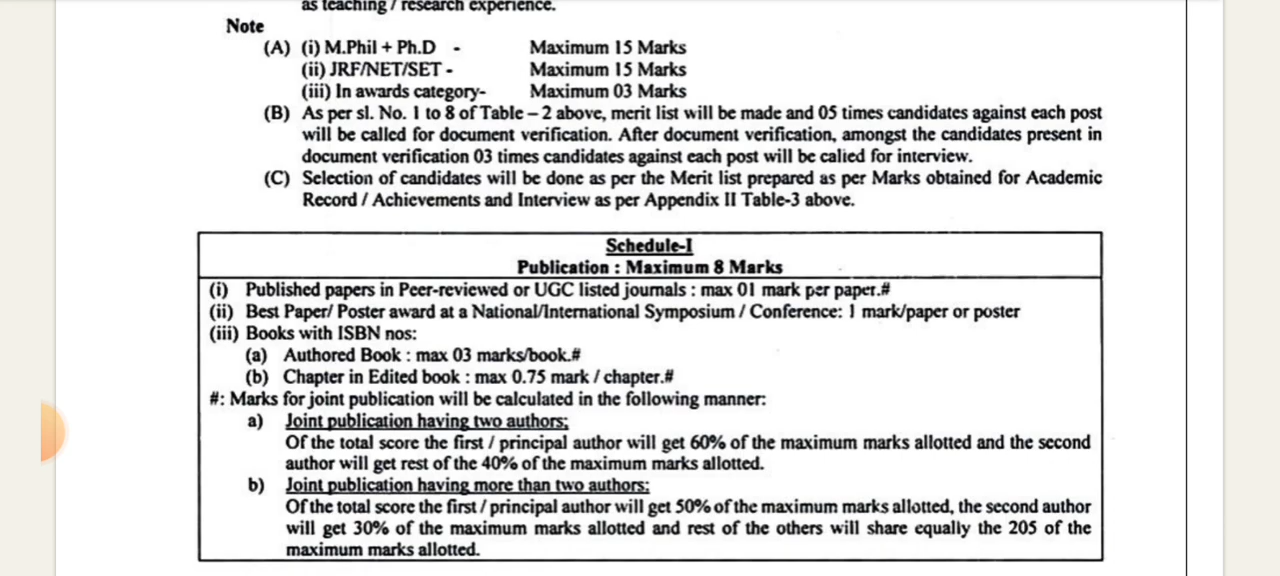 as teaching / research experience.
Note
(A) (i) M.Phil + Ph.D - Maximum 15 Marks
(ii) JRF/NET/SET - Maximum 15 Marks
(iii) In awards category- Maximum 03 Marks
(B) As per sl. No. 1 to 8 of Table – 2 above, merit list will be made and 05 times candidates against each post
will be called for document verification. After document verification, amongst the candidates present in
document verification 03 times candidates against each post will be called for interview.
(C) Selection of candidates will be done as per the Merit list prepared as per Marks obtained for Academic
Record / Achievements and Interview as per Appendix II Table-3 above.
Schedule-I
Publication : Maximum 8 Marks
(i) Published papers in Peer-reviewed or UGC listed journals : max 01 mark per paper.#
(ii) Best Paper/ Poster award at a National/International Symposium / Conference: 1 mark/paper or poster
(iii) Books with ISBN nos:
(a) Authored Book : max 03 marks/book.#
(b) Chapter in Edited book : max 0.75 mark / chapter.#
#: Marks for joint publication will be calculated in the following manner:
a) Joint publication having two authors;
Of the total score the first / principal author will get 60% of the maximum marks allotted and the second
author will get rest of the 40% of the maximum marks allotted.
b) Joint publication having more than two authors:
Of the total score the first / principal author will get 50% of the maximum marks allotted, the second author
will get 30% of the maximum marks allotted and rest of the others will share equally the 205 of the
maximum marks allotted.